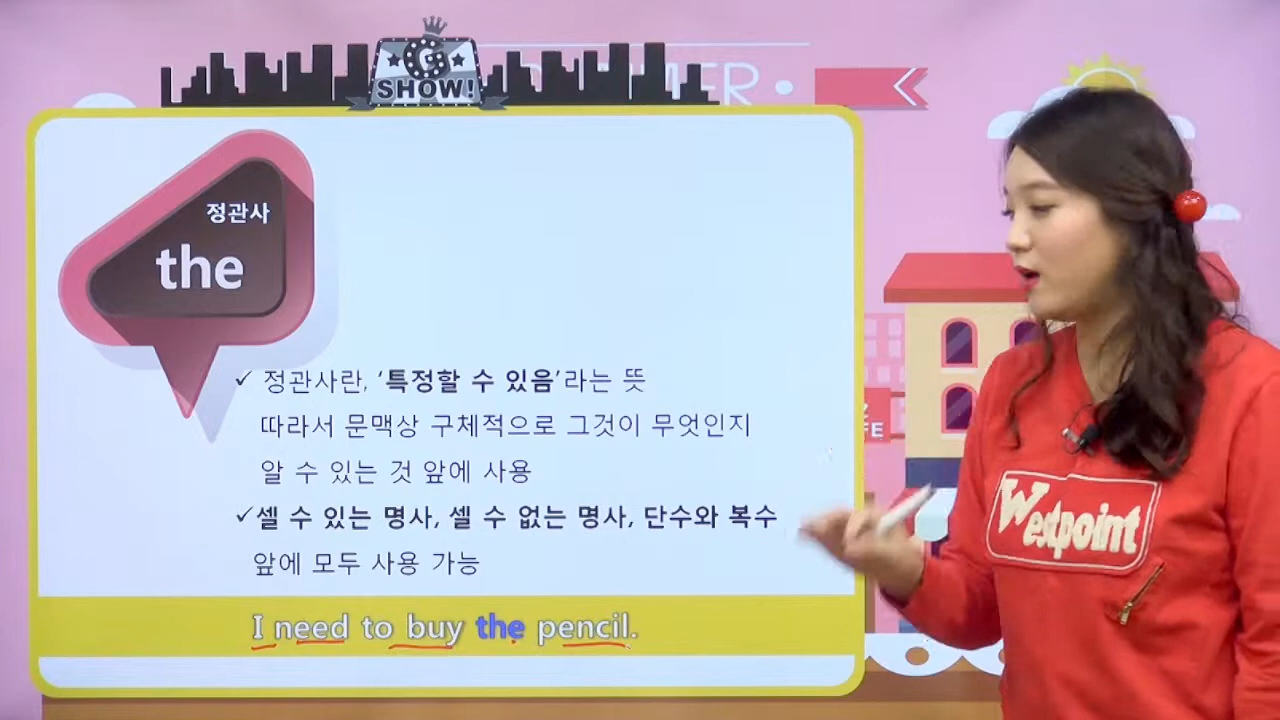 G
SHOW!
정관사
the
✓ 정관사란, ‘특정할 수 있음’라는 뜻
따라서 문맥상 구체적으로 그것이 무엇인지
알 수 있는 것 앞에 사용
✓셀 수 있는 명사, 셀 수 없는 명사, 단수와 복수
앞에 모두 사용 가능
I need to buy the pencil.
Westpoint